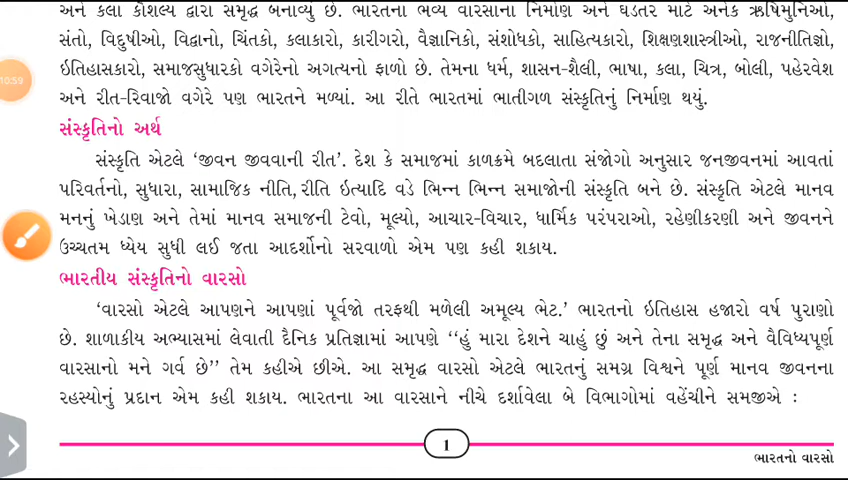 અને કલા કૌશલ્ય દ્વારા સમૃદ્ધ બનાવ્યું છે. ભારતના ભવ્ય વારસાના નિર્માણ અને ઘડતર માટે અનેક ઋષિમુનિઓ,
સંતો, વિદુષીઓ, વિદ્વાનો, ચિંતકો, કલાકારો, કારીગરો, વૈજ્ઞાનિકો, સંશોધકો, સાહિત્યકારો, શિક્ષણશાસ્ત્રીઓ, રાજનીતિજ્ઞો,
ઇતિહાસકારો, સમાજસુધારકો વગેરેનો અગત્યનો ફાળો છે. તેમના ધર્મ, શાસન-શૈલી, ભાષા, કલા, ચિત્ર, બોલી, પહેરવેશ
10:59
અને રીત-રિવાજો વગેરે પણ ભારતને મળ્યાં. આ રીતે ભારતમાં ભાતીગળ સંસ્કૃતિનું નિર્માણ થયું.
સંસ્કૃતિનો અર્થ
સંસ્કૃતિ એટલે ‘જીવન જીવવાની રીત’. દેશ કે સમાજમાં કાળક્રમે બદલાતા સંજોગો અનુસાર જનજીવનમાં આવતાં
પરિવર્તનો, સુધારા, સામાજિક નીતિ, રીતિ ઇત્યાદિ વડે ભિન્ન ભિન્ન સમાજોની સંસ્કૃતિ બને છે. સંસ્કૃતિ એટલે માનવ
મનનું ખેડાણ અને તેમાં માનવ સમાજની ટેવો, મૂલ્યો, આચાર-વિચાર, ધાર્મિક પરંપરાઓ, રહેણીકરણી અને જીવનને
ઉચ્ચતમ ધ્યેય સુધી લઈ જતા આદર્શોનો સરવાળો એમ પણ કહી શકાય.
ભારતીય સંસ્કૃતિનો વારસો
‘વારસો એટલે આપણને આપણાં પૂર્વજો તરફથી મળેલી અમૂલ્ય ભેટ.’ ભારતનો ઇતિહાસ હજારો વર્ષ પુરાણો
છે. શાળાકીય અભ્યાસમાં લેવાતી દૈનિક પ્રતિજ્ઞામાં આપણે ‘‘હું મારા દેશને ચાહું છું અને તેના સમૃદ્ધ અને વૈવિધ્યપૂર્ણ
વારસાનો મને ગર્વ છે’’ તેમ કહીએ છીએ. આ સમૃદ્ધ વારસો એટલે ભારતનું સમગ્ર વિશ્વને પૂર્ણ માનવ જીવનના
રહસ્યોનું પ્રદાન એમ કહી શકાય. ભારતના આ વારસાને નીચે દર્શાવેલા બે વિભાગોમાં વહેંચીને સમજીએ :
1
ભારતનો વારસો